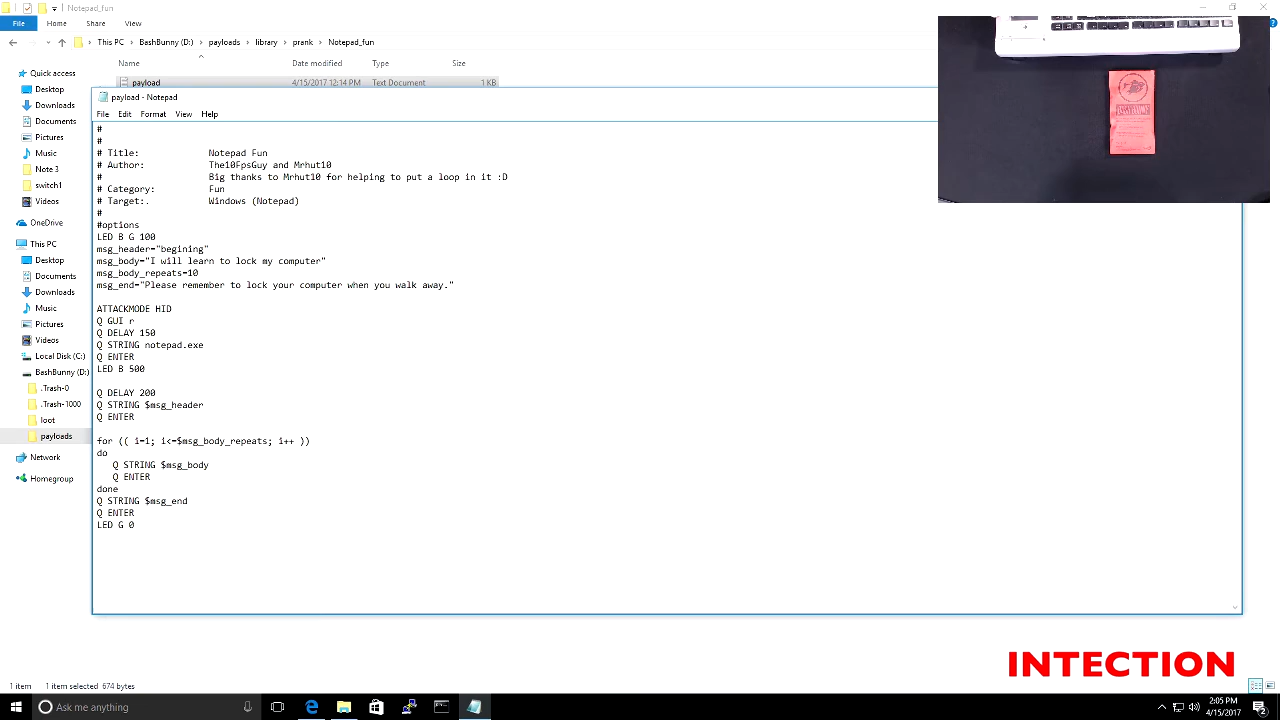 Notepad_fun
File Home Share View
This PC BashBunny (D:) payloads library prank
Name Date modified Type Size
payload 4/15/2017 12:14 PM Text Document 1 KB
Quick access
Desktop
Downloads
Documents
Pictures
Music
Note 3
switch1
Videos
OneDrive
This PC
Desktop
Documents
Downloads
Music
Pictures
Videos
Local Disk (C:)
BashBunny (D:)
.Trash-0
.Trash-1000
loot
payloads
Network
Homegroup
payload - Notepad
File Edit Format View Help
#
#
# Title: Notepad Fun
# Author: The10FpsGuy and Mrhut10
# Big thanks to Mrhut10 for helping to put a loop in it :D
# Category: Fun
# Target:. Windows (Notepad)
#
#options
LED B G 100
msg_header="begining"
msg_body="I will learn to lock my computer"
msg_body_repeats=10
msg_end="Please remember to lock your computer when you walk away."
ATTACKMODE HID
Q GUI r
Q DELAY 150
Q STRING notepad.exe
Q ENTER
LED B 500
Q DELAY 200
Q STRING $msg_header
Q ENTER
for (( i=1; i<=$msg_body_repeats; i++ ))
do
Q STRING $msg_body
Q ENTER
done
Q STRING $msg_end
Q ENTER
LED G 0
INTECTION
1 item 1 item selected 674 bytes
Ask me anything
2:05 PM
4/15/2017
2